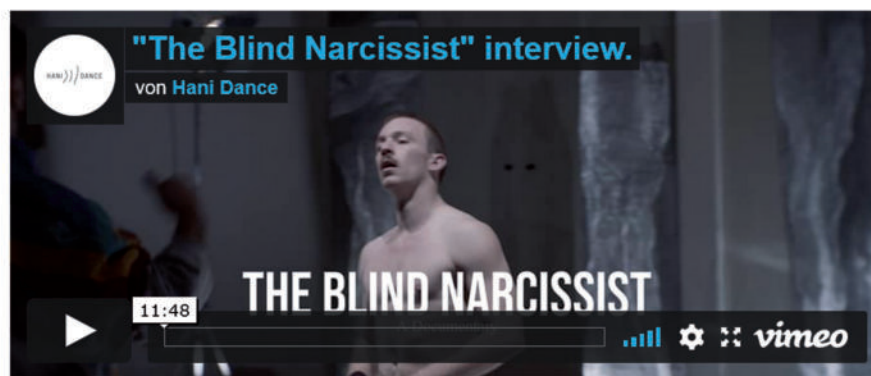 "The Blind Narcissist" interview.
HANI))) DANCE
von Hani Dance
THE BLIND NARCISSIST
11:48
vimeo